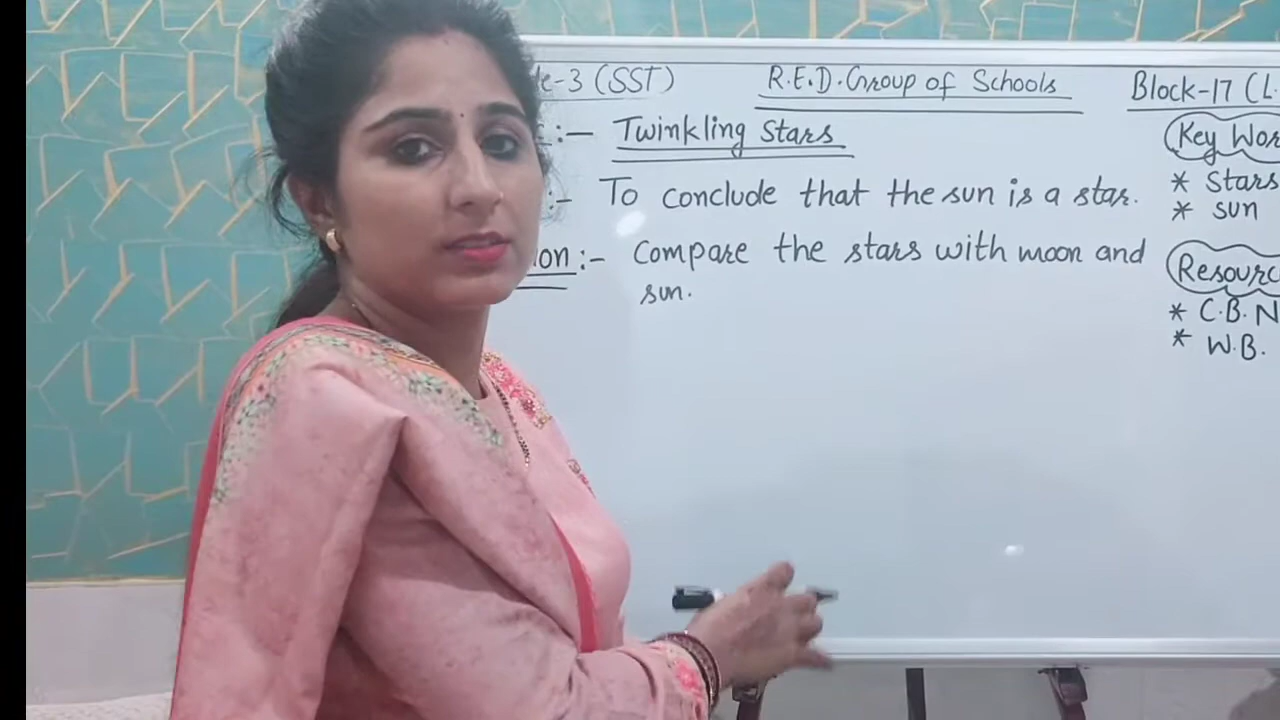 e-3 (SST) R.E.D. Group of Schools Block-17 (L.
:- Twinkling Stars
:- To conclude that the sun is a star.
ion :- Compare the stars with moon and
sun.
Key Wor
* Stars
* sun
Resourc
* C.B.N
* W.B.